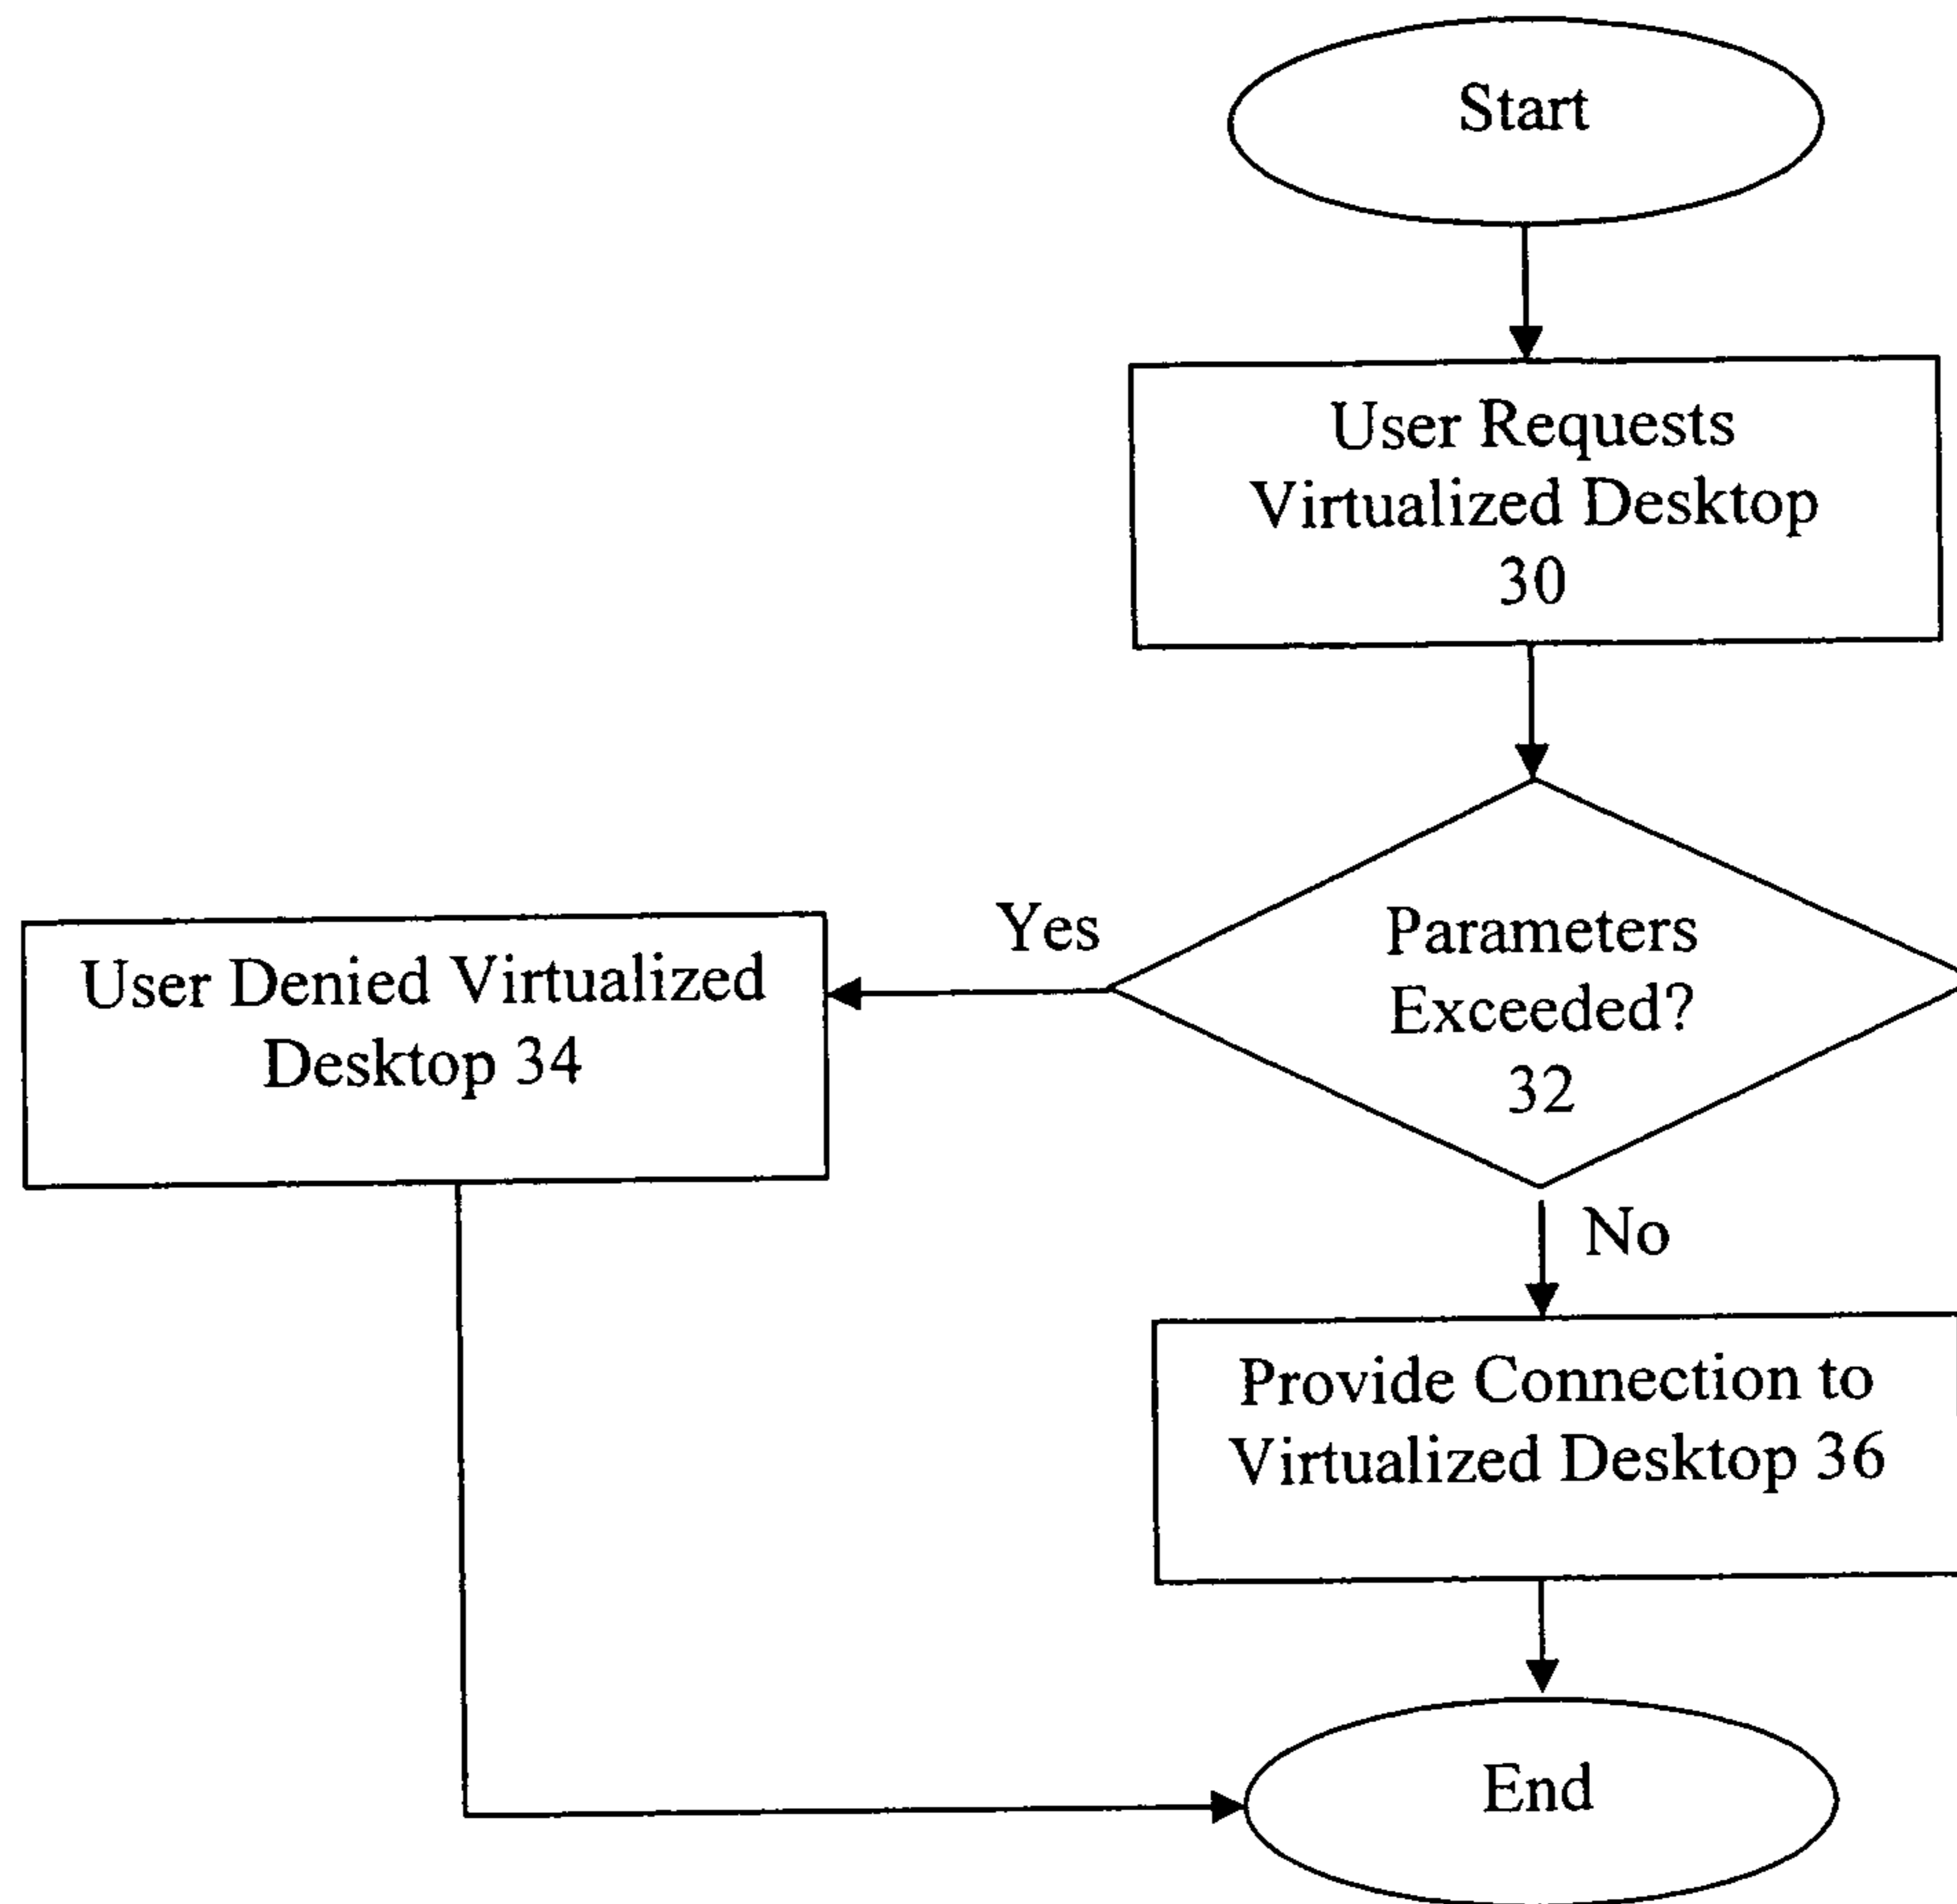 Start
User Requests
Virtualized Desktop
30
Parameters
Exceeded?
32
Yes
User Denied Virtualized
Desktop 34
No
Provide Connection to
Virtualized Desktop 36
End